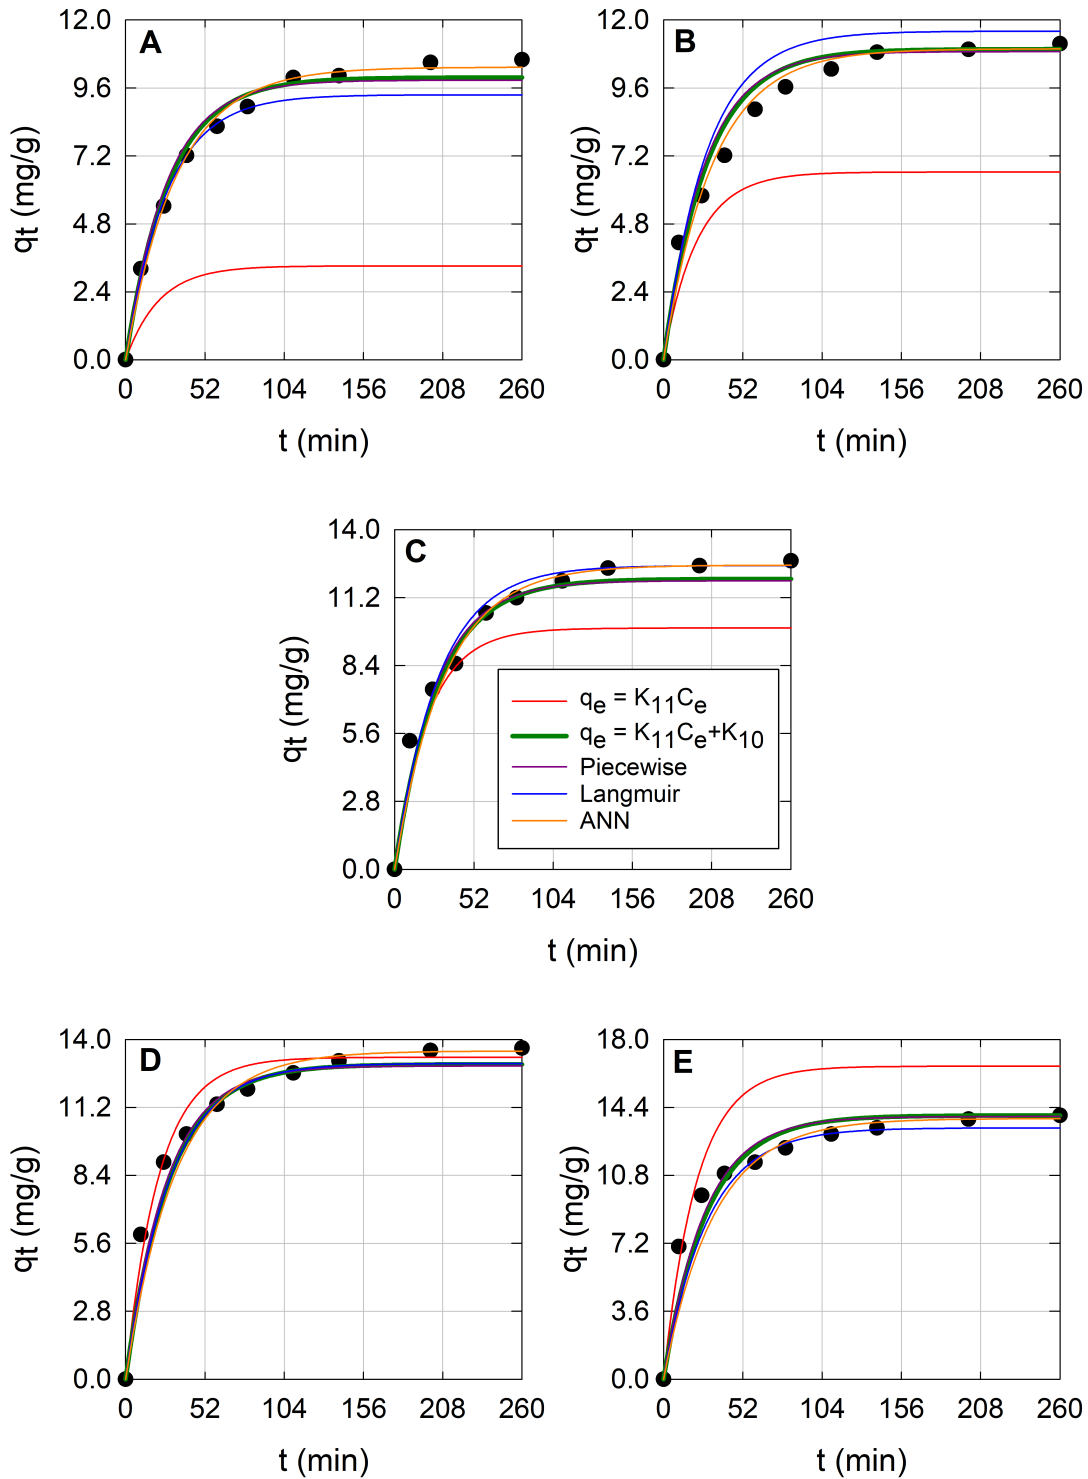 A
12.0
9.6
7.2
4.8
2.4
0.0
qt (mg/g)
0 52 104 156 208 260
t (min)
B
12.0
9.6
7.2
4.8
2.4
0.0
qt (mg/g)
0 52 104 156 208 260
t (min)
C
14.0
11.2
8.4
5.6
2.8
0.0
qt (mg/g)
qe = K11Ce
qe = K11Ce+K10
Piecewise
Langmuir
ANN
0 52 104 156 208 260
t (min)
D
14.0
11.2
8.4
5.6
2.8
0.0
qt (mg/g)
0 52 104 156 208 260
t (min)
E
18.0
14.4
10.8
7.2
3.6
0.0
qt (mg/g)
0 52 104 156 208 260
t (min)